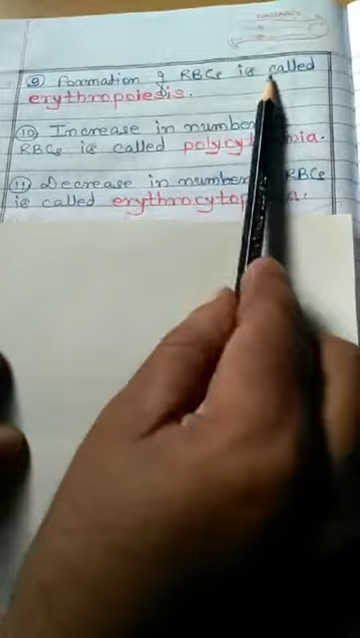 ⑨ Formation of RBCs is called
erythropoiesis.
⑩ Increase in number
RBCs is called
⑪ Decrease in number RBCs
is called